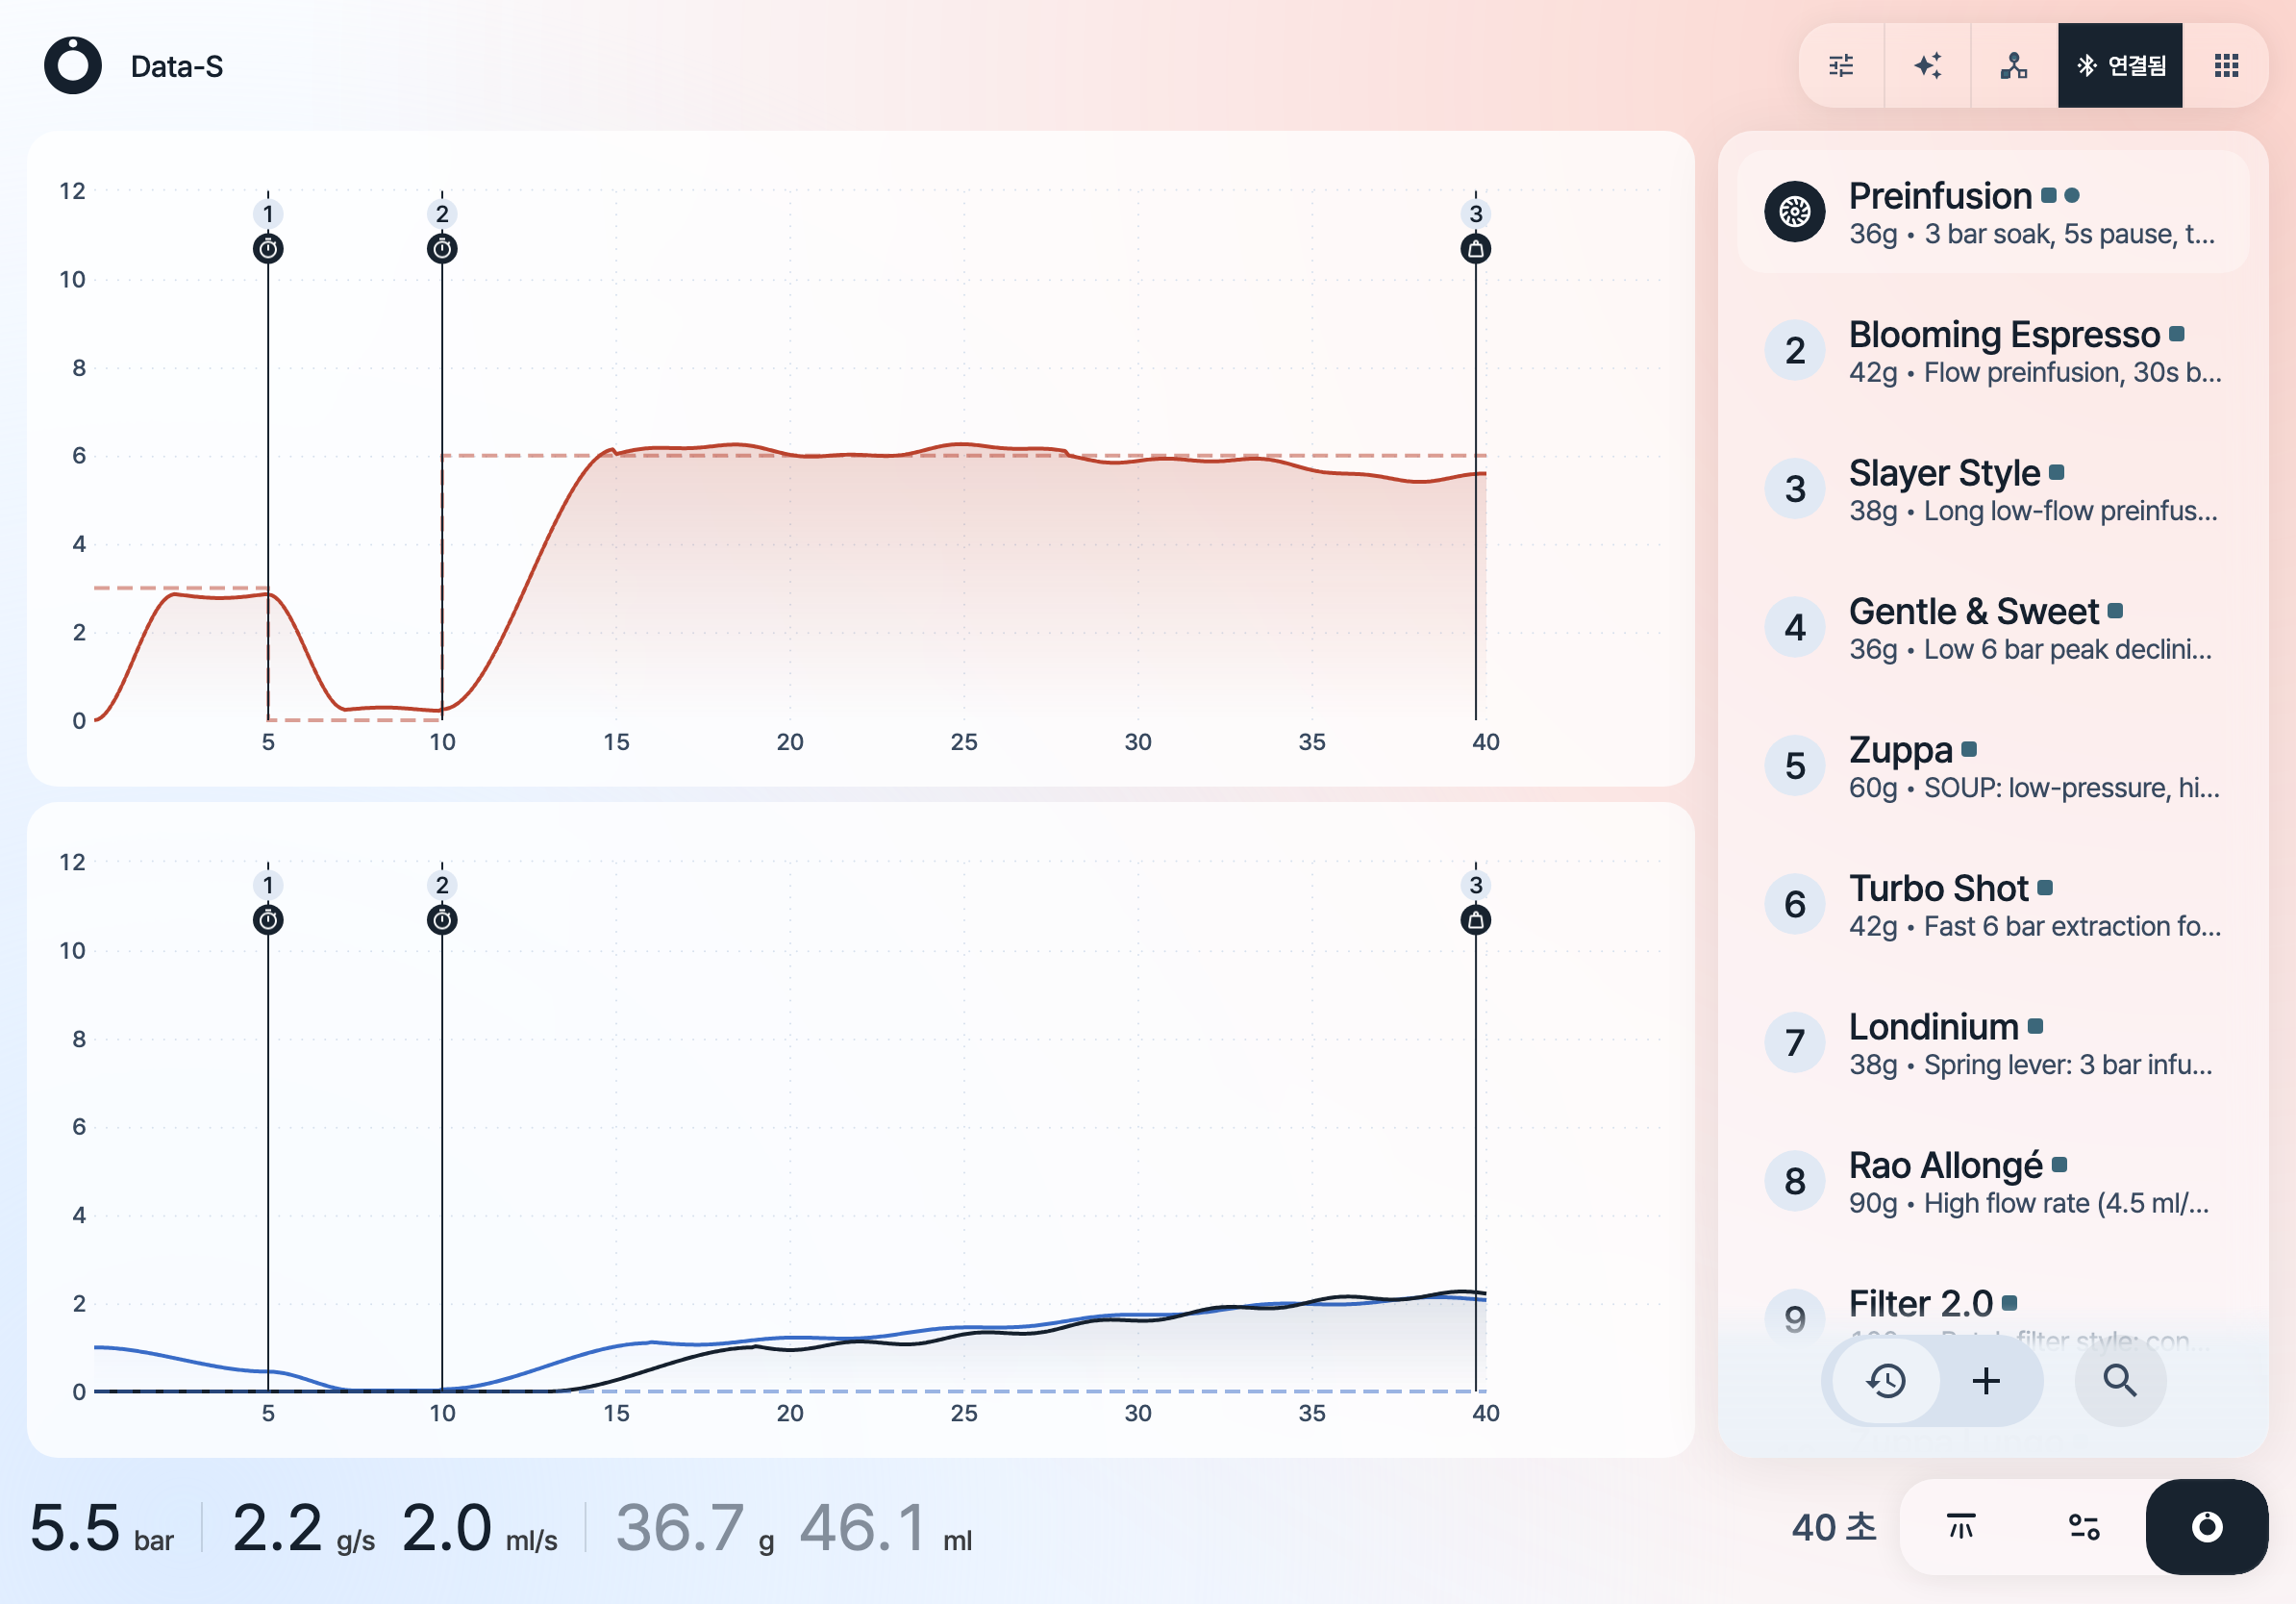 Data-S
연결됨
12
10
8
6
4
2
0
1
2
3
5
10
15
20
25
30
35
40
12
10
8
6
4
2
0
1
2
3
5
10
15
20
25
30
35
40
Preinfusion
36g • 3 bar soak, 5s pause, t...
2
Blooming Espresso
42g • Flow preinfusion, 30s b...
3
Slayer Style
38g • Long low-flow preinfus...
4
Gentle & Sweet
36g • Low 6 bar peak declini...
5
Zuppa
60g • SOUP: low-pressure, hi...
6
Turbo Shot
42g • Fast 6 bar extraction fo...
7
Londinium
38g • Spring lever: 3 bar infu...
8
Rao Allongé
90g • High flow rate (4.5 ml/...
9
Filter 2.0
filter style: con...
5.5 bar 2.2 g/s 2.0 ml/s 36.7 g 46.1 ml
40 초